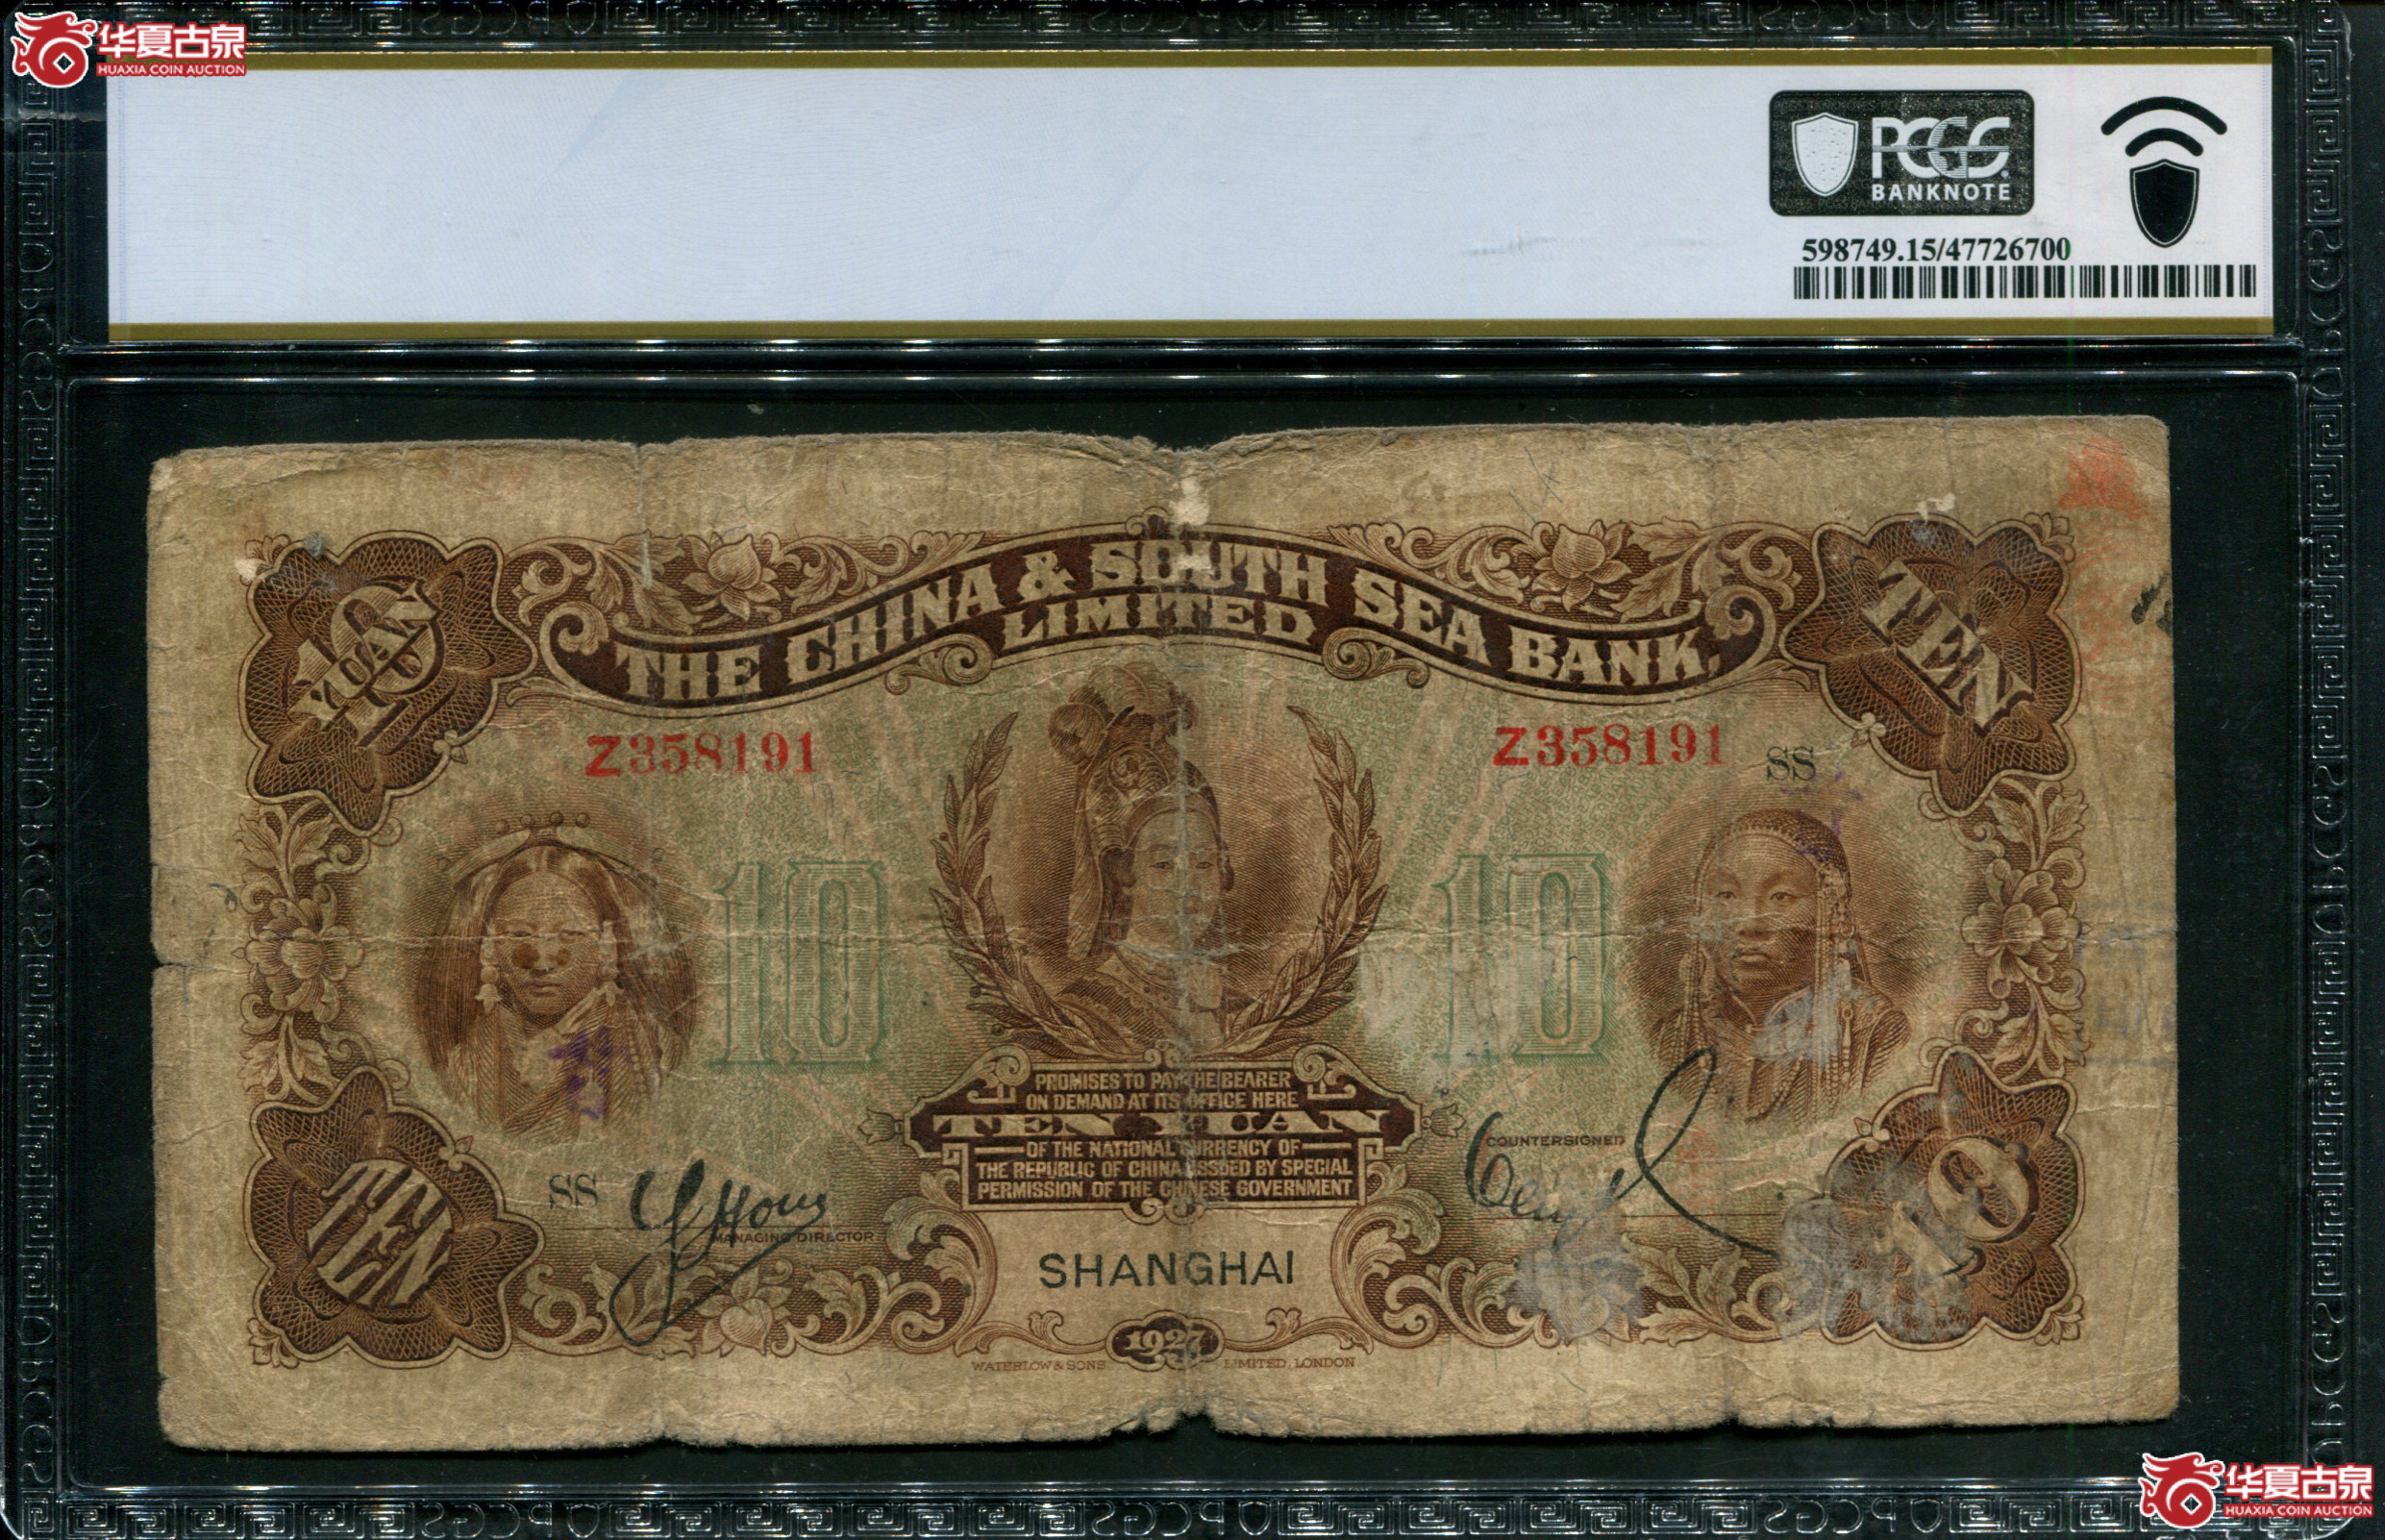 华夏古泉
HUAXIA COIN AUCTION
PCGS
BANKNOTE
598749.15/47726700
10
YUAN
THE CHINA & SOUTH SEA BANK,
LIMITED
TEN
Z358191
Z358191
SS
10
10
PROMISES TO PAY THE BEARER
ON DEMAND AT ITS OFFICE HERE
TEN YUAN
OF THE NATIONAL CURRENCY OF
THE REPUBLIC OF CHINA ISSUED BY SPECIAL
PERMISSION OF THE CHINESE GOVERNMENT
COUNTERSIGNED
SS
MANAGING DIRECTOR
TEN
SHANGHAI
10
1927
WATERLOW & SONS LIMITED, LONDON
华夏古泉
HUAXIA COIN AUCTION